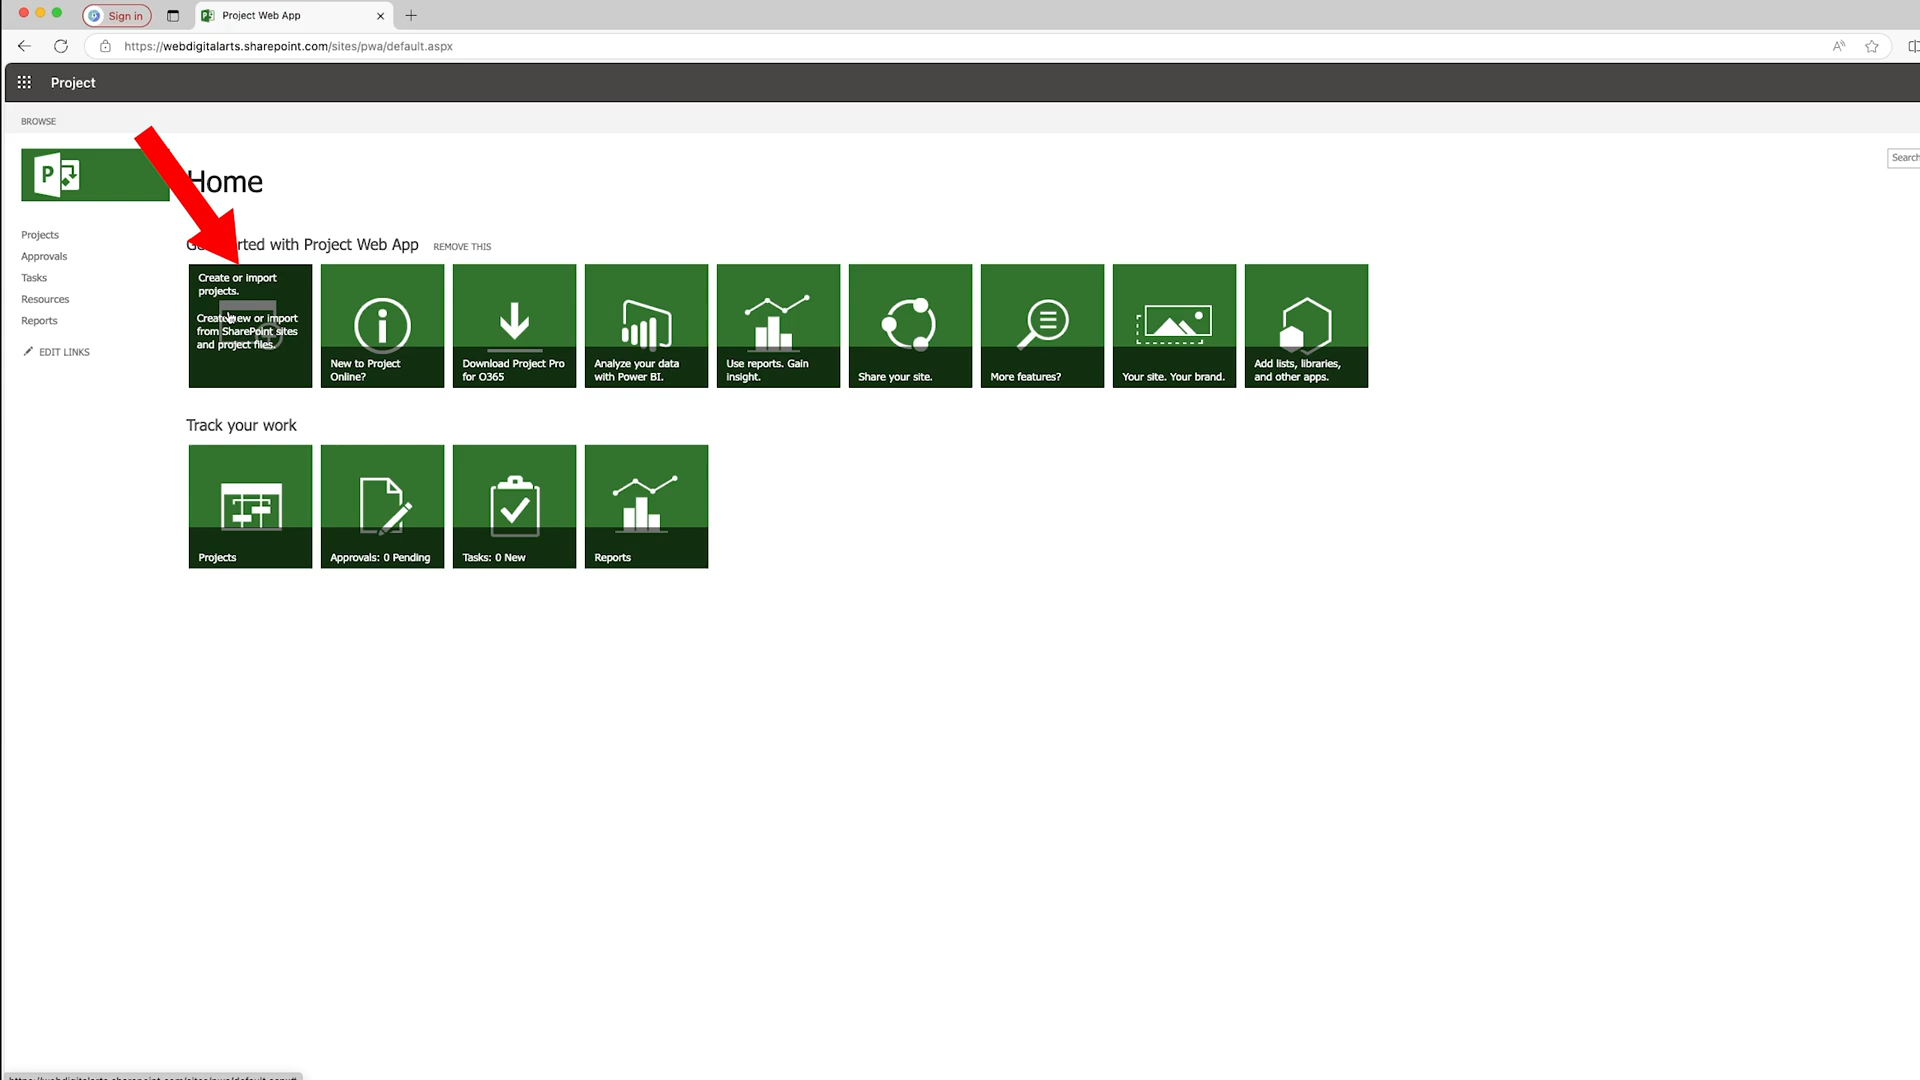 Sign in
Project Web App
https://webdigitalarts.sharepoint.com/sites/pwa/default.aspx
Project
BROWSE
P
Home
Search
Projects
Approvals
Tasks
Resources
Reports
EDIT LINKS
with Project Web App REMOVE THIS
Create or import
projects.
Create new or import
from SharePoint sites
and project files.
New to Project
Online?
Download Project Pro
for O365
Analyze your data
with Power BI.
Use reports. Gain
insight.
Share your site.
More features?
Your site. Your brand.
Add lists, libraries,
and other apps.
Track your work
Projects
Approvals: 0 Pending
Tasks: 0 New
Reports